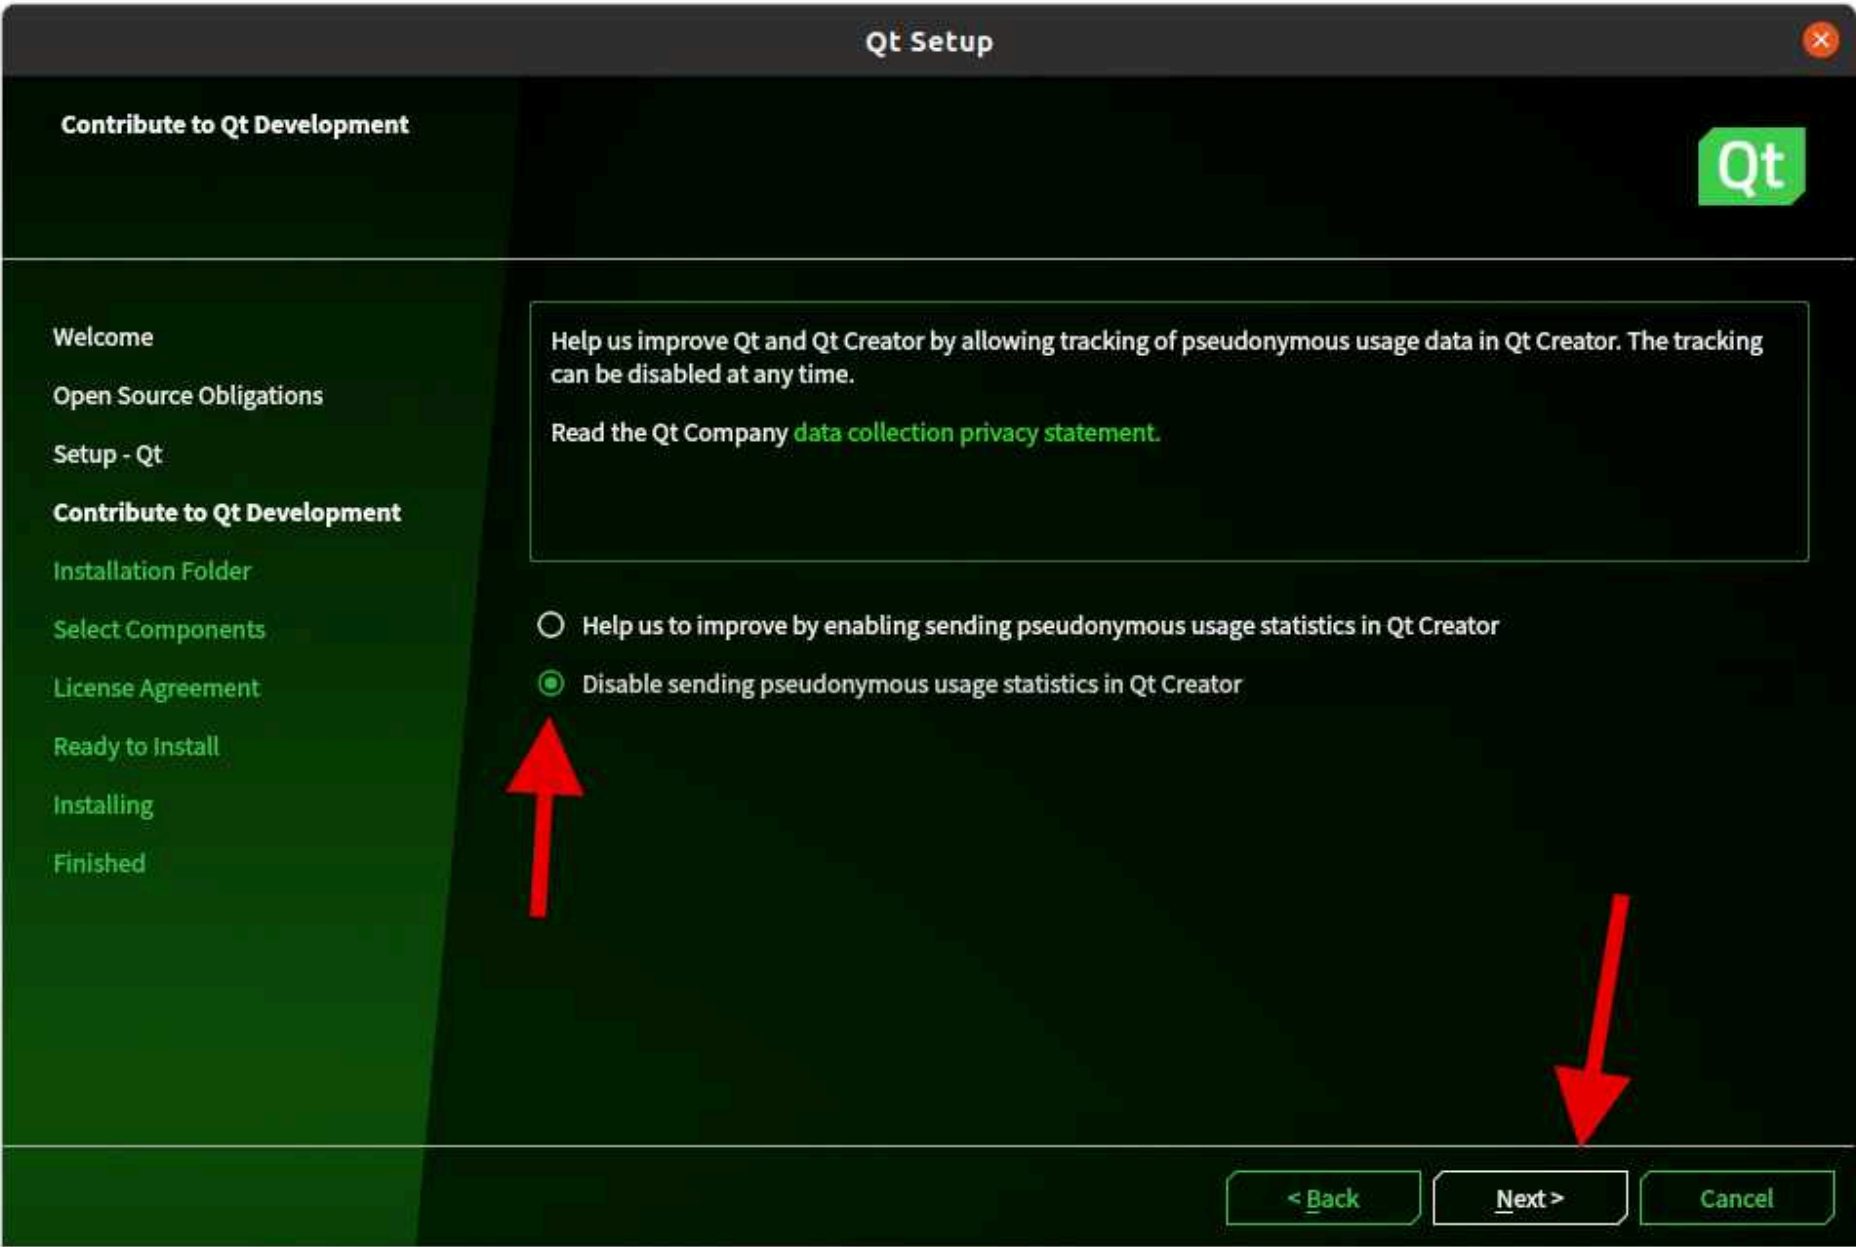 Qt Setup
Contribute to Qt Development
Qt
Welcome
Open Source Obligations
Setup - Qt
Contribute to Qt Development
Installation Folder
Select Components
License Agreement
Ready to Install
Installing
Finished
Help us improve Qt and Qt Creator by allowing tracking of pseudonymous usage data in Qt Creator. The tracking
can be disabled at any time.
Read the Qt Company data collection privacy statement.
Help us to improve by enabling sending pseudonymous usage statistics in Qt Creator
Disable sending pseudonymous usage statistics in Qt Creator
< Back
Next >
Cancel